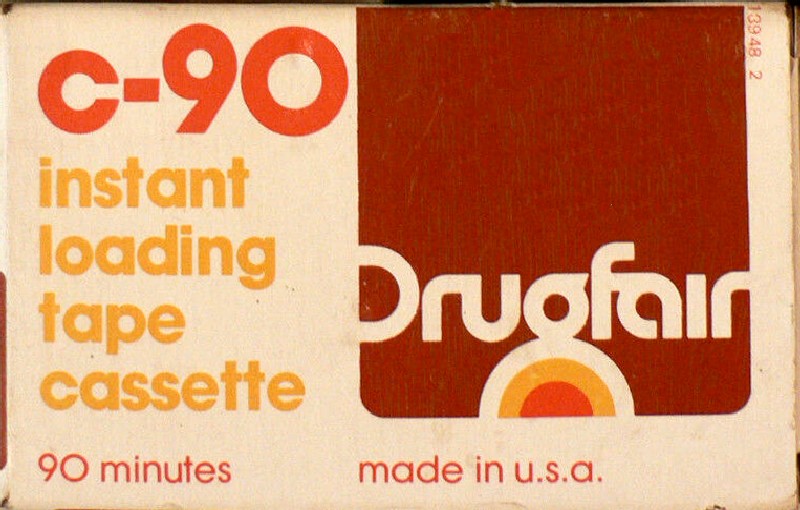 c-90
instant
loading
tape
cassette
90 minutes
Drugfair
made in u.s.a.
13948 2